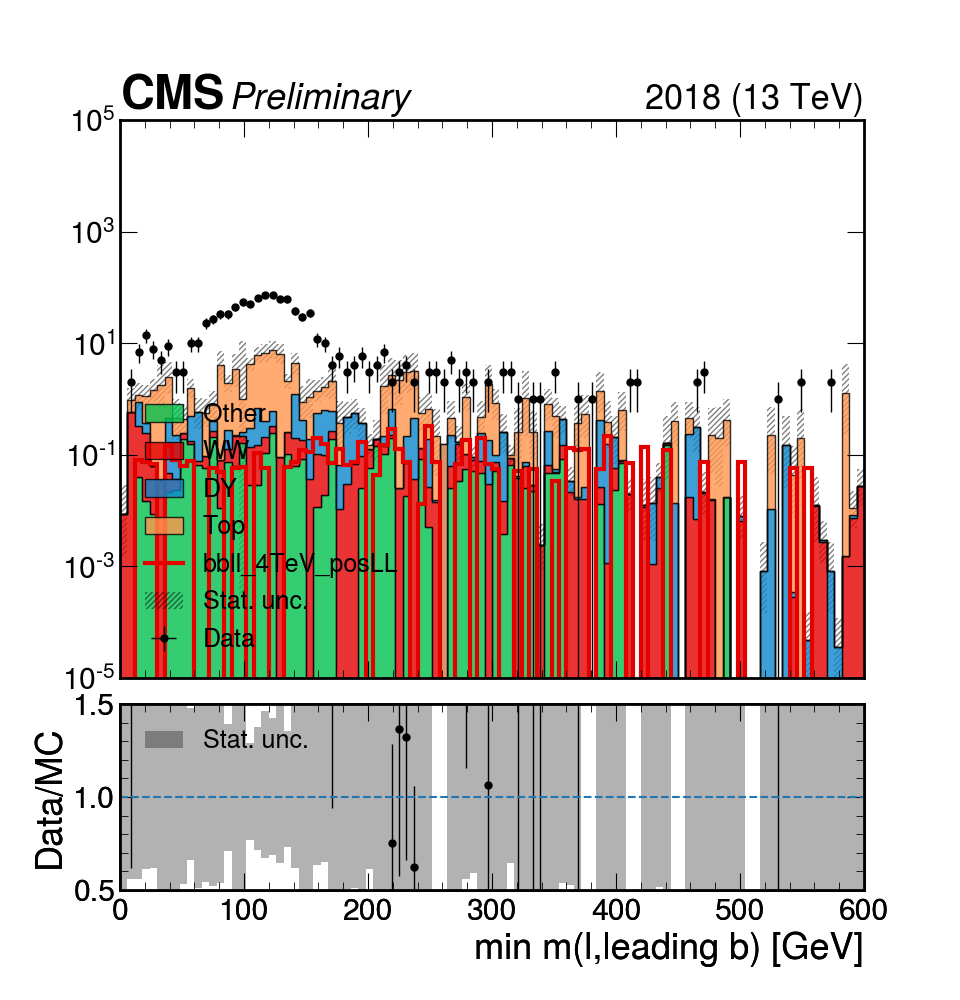 CMS Preliminary 2018 (13 TeV)
10^5
10^3
10^1
10^-1
10^-3
10^-5
Other
WW
DY
Top
bbll_4TeV_posLL
Stat. unc.
Data
1.5
1.0
0.5
Data/MC
Stat. unc.
0 100 200 300 400 500 600
min m(l,leading b) [GeV]